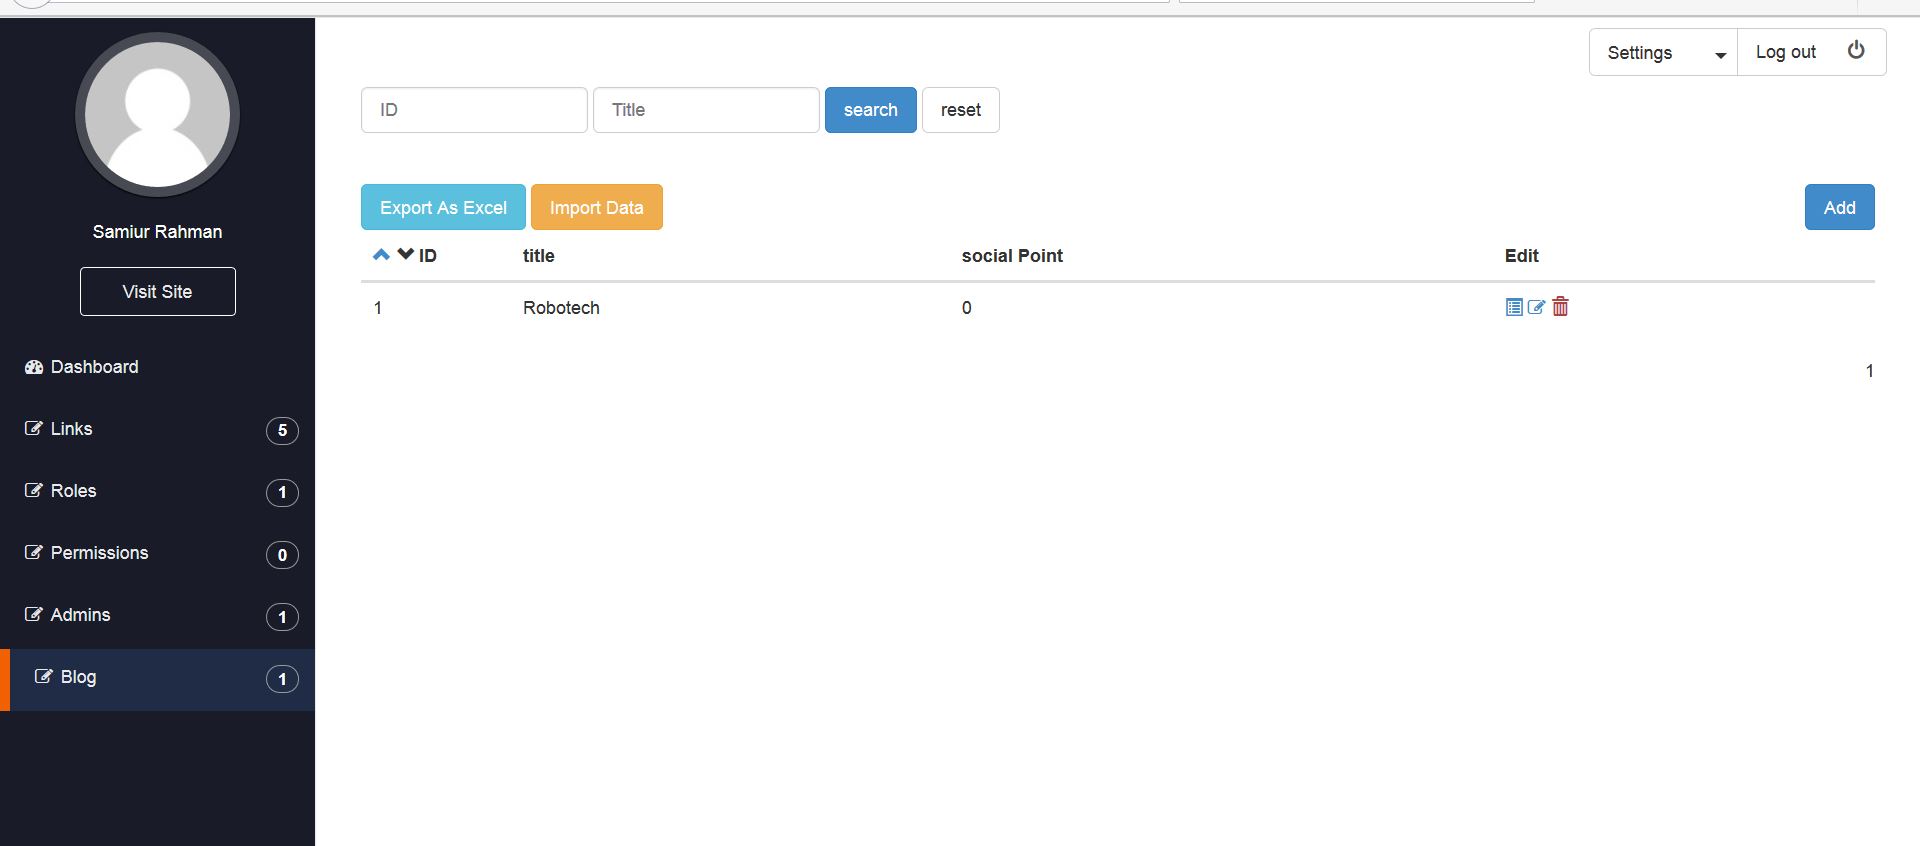 Settings
Log out
ID
Title
search
reset
Samiur Rahman
Visit Site
Dashboard
Links 5
Roles 1
Permissions 0
Admins 1
Blog 1
Export As Excel
Import Data
Add
ID title social Point Edit
1 Robotech 0
1